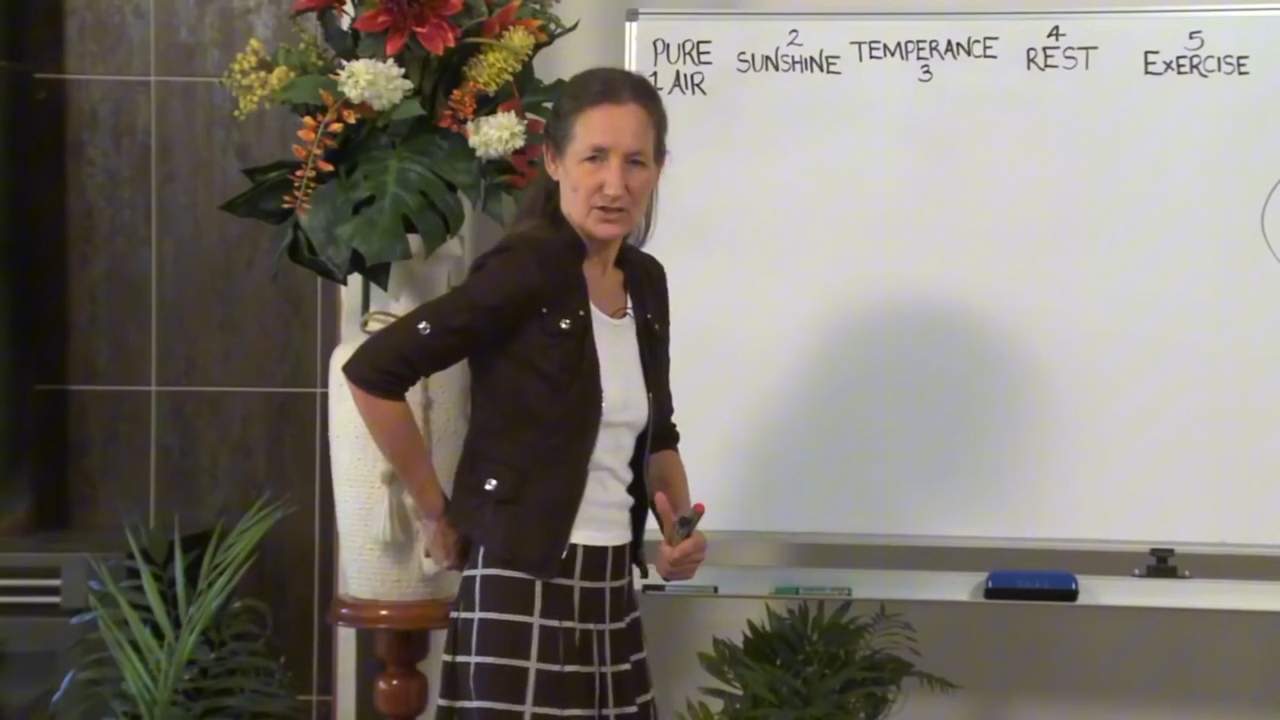 PURE
1 AIR
2
SUNSHINE
TEMPERANCE
3
4
REST
5
EXERCISE